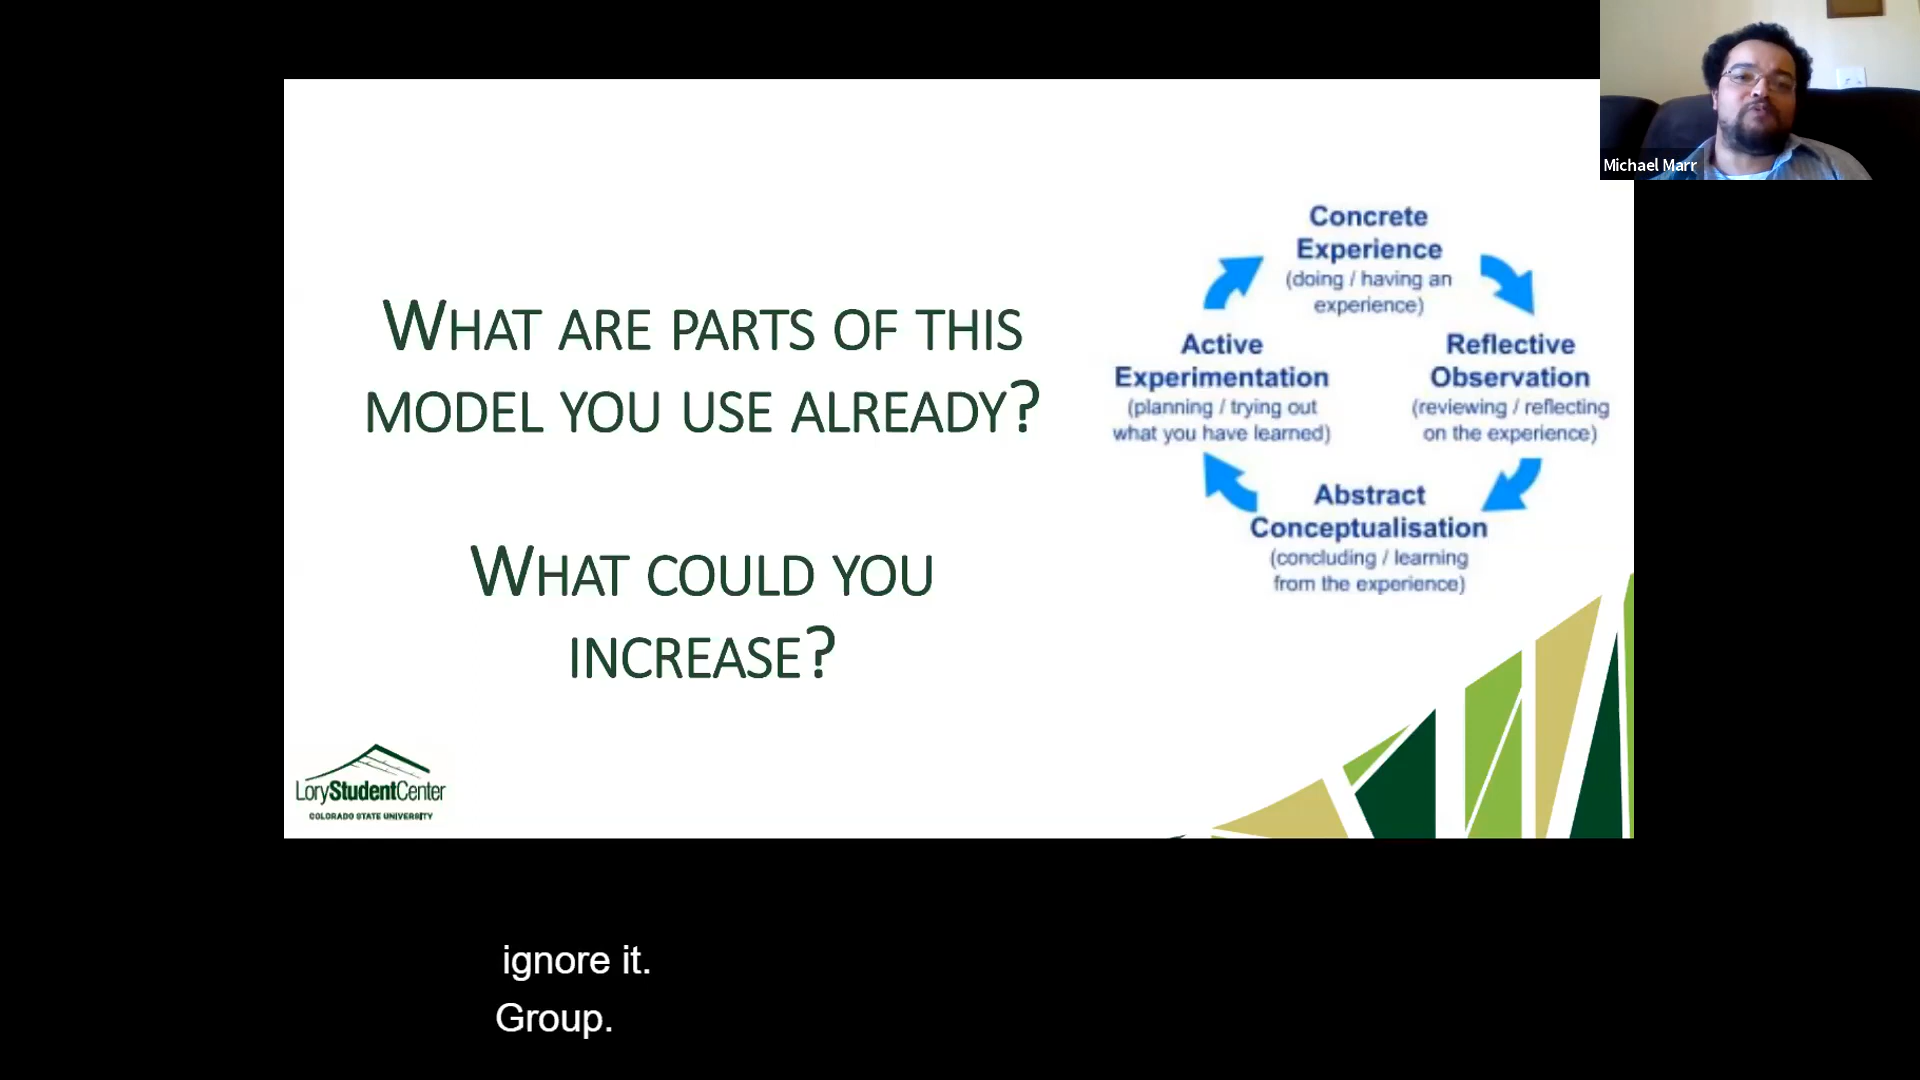 Michael Marr
WHAT ARE PARTS OF THIS
MODEL YOU USE ALREADY?
WHAT COULD YOU
INCREASE?
Concrete
Experience
(doing / having an
experience)
Reflective
Observation
(reviewing / reflecting
on the experience)
Abstract
Conceptualisation
(concluding / learning
from the experience)
Active
Experimentation
(planning / trying out
what you have learned)
LoryStudentCenter
COLORADO STATE UNIVERSITY
ignore it.
Group.